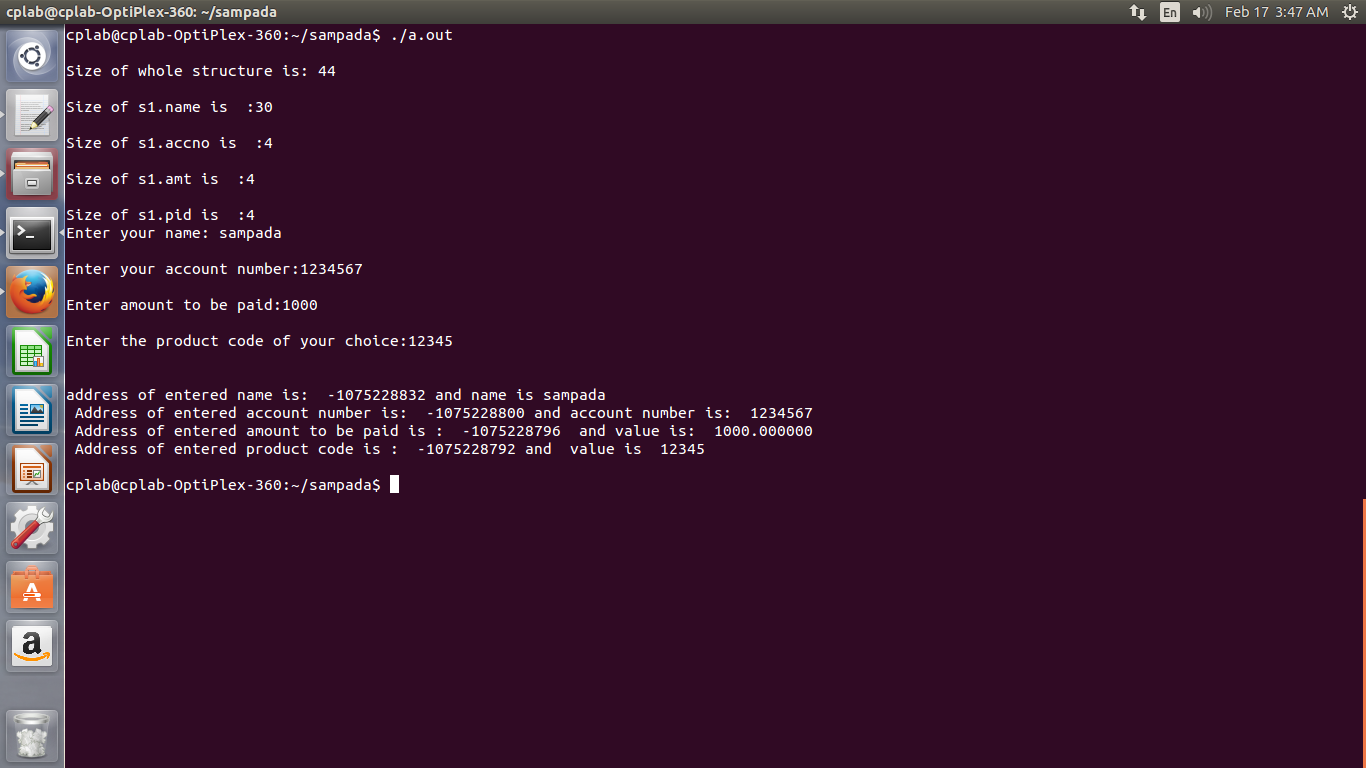 cplab@cplab-OptiPlex-360: ~/sampada
En
Feb 17 3:47 AM
cplab@cplab-OptiPlex-360:~/sampada$ ./a.out
Size of whole structure is: 44
Size of s1.name is  :30
Size of s1.accno is  :4
Size of s1.amt is  :4
Size of s1.pid is  :4
Enter your name: sampada
Enter your account number:1234567
Enter amount to be paid:1000
Enter the product code of your choice:12345
address of entered name is:  -1075228832 and name is sampada
 Address of entered account number is:  -1075228800 and account number is:  1234567
 Address of entered amount to be paid is :  -1075228796  and value is:  1000.000000
 Address of entered product code is :  -1075228792 and  value is  12345
cplab@cplab-OptiPlex-360:~/sampada$